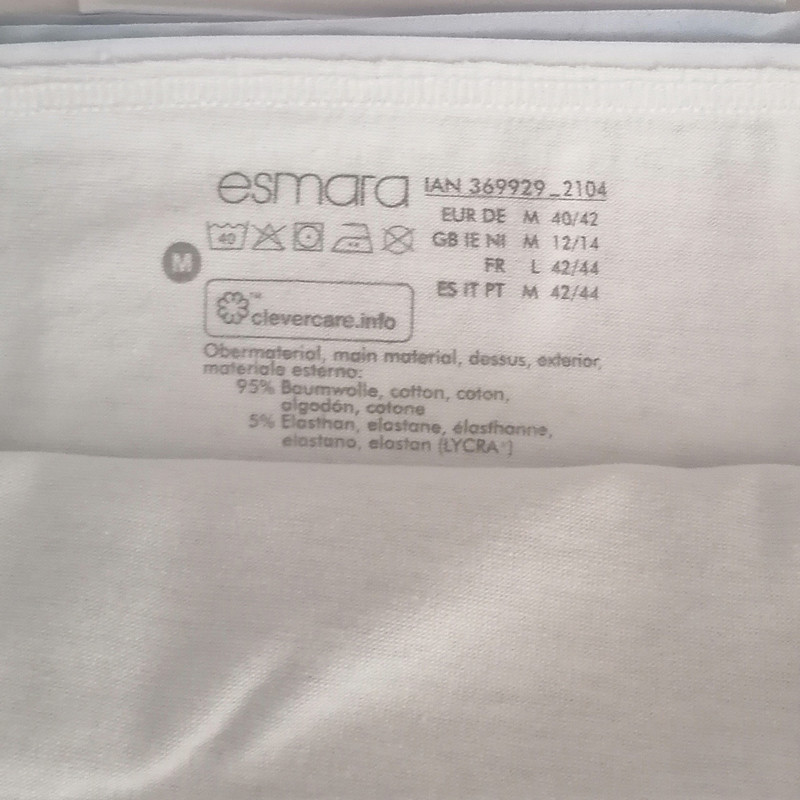 esmara
IAN 369929_2104
EUR DE M 40/42
GB IE NI M 12/14
FR L 42/44
ES IT PT M 42/44
40
M
clevercare.info™
Obermaterial, main material, dessus, exterior,
materiale esterno:
95% Baumwolle, cotton, coton,
algodón, cotone
5% Elasthan, elastane, élasthanne,
elastano, elastan (LYCRA®)